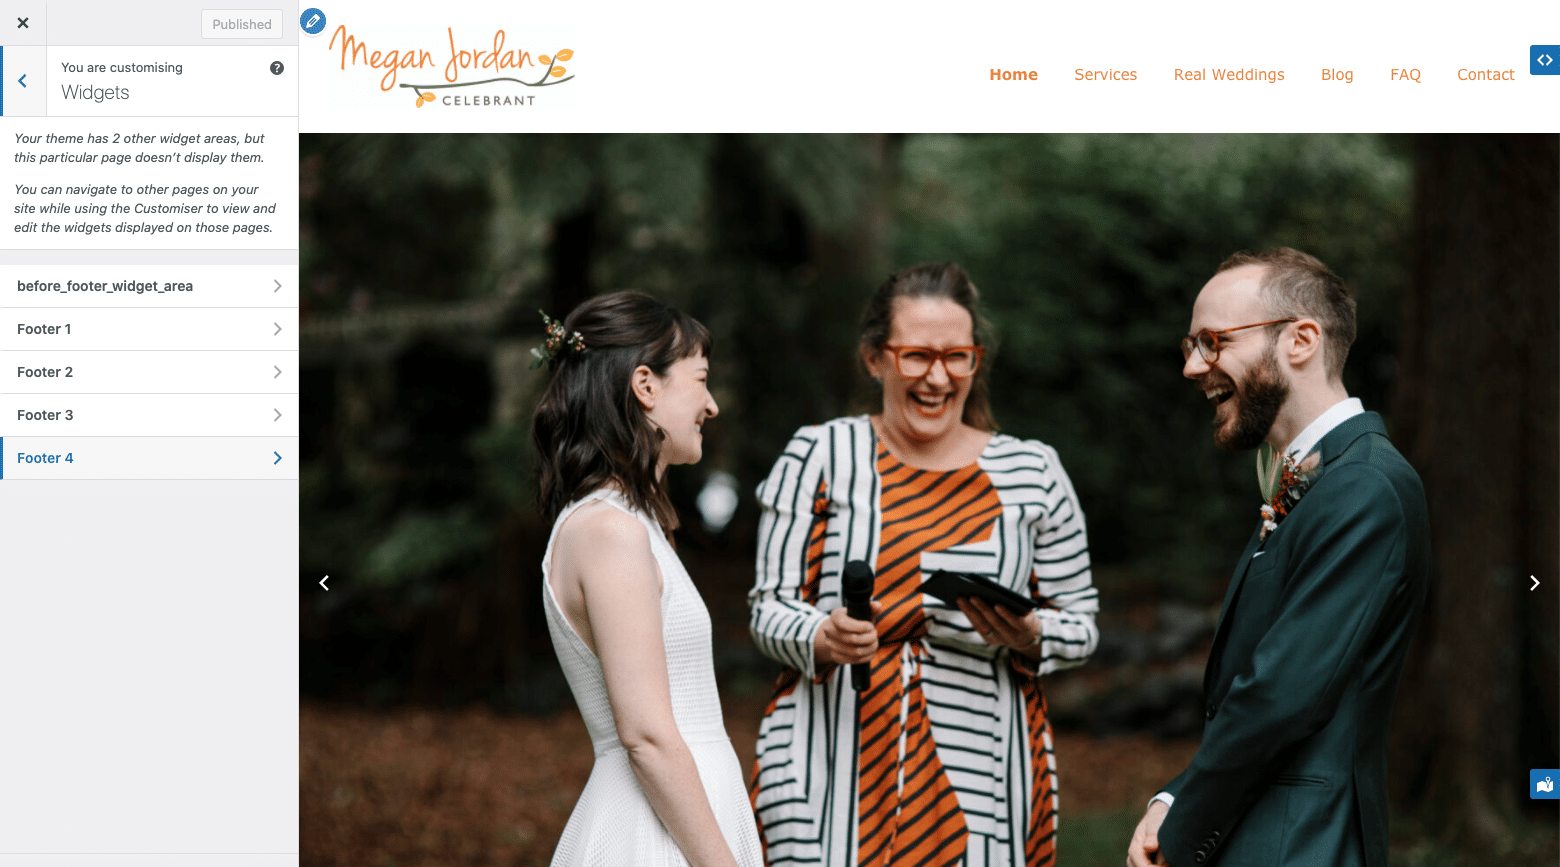 Published
You are customising
Widgets
Your theme has 2 other widget areas, but
this particular page doesn’t display them.
You can navigate to other pages on your
site while using the Customiser to view and
edit the widgets displayed on those pages.
before_footer_widget_area
Footer 1
Footer 2
Footer 3
Footer 4
Megan Jordan
CELEBRANT
Home Services Real Weddings Blog FAQ Contact